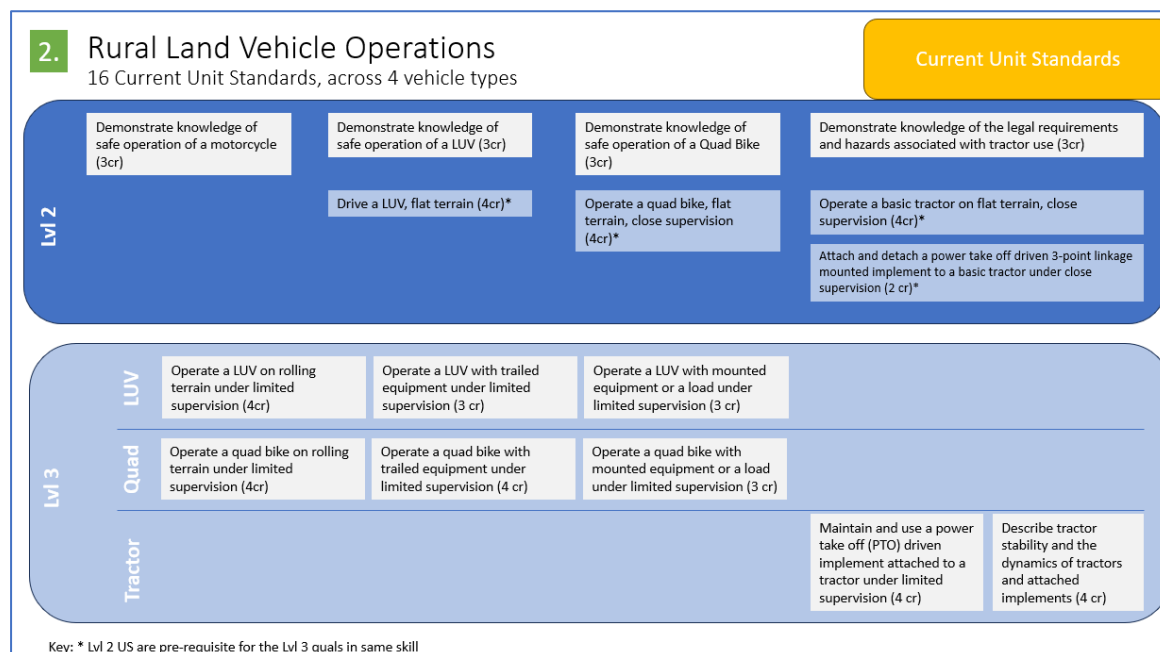 2.
Rural Land Vehicle Operations
16 Current Unit Standards, across 4 vehicle types
Current Unit Standards
Lvl 2
Demonstrate knowledge of
safe operation of a motorcycle
(3cr)
Demonstrate knowledge of
safe operation of a LUV (3cr)
Demonstrate knowledge of
safe operation of a Quad Bike
(3cr)
Demonstrate knowledge of the legal requirements
and hazards associated with tractor use (3cr)
Drive a LUV, flat terrain (4cr)*
Operate a quad bike, flat
terrain, close supervision
(4cr)*
Operate a basic tractor on flat terrain, close
supervision (4cr)*
Attach and detach a power take off driven 3-point linkage
mounted implement to a basic tractor under close
supervision (2 cr)*
Lvl 3
LUV
Operate a LUV on rolling
terrain under limited
supervision (4cr)
Operate a LUV with trailed
equipment under limited
supervision (3 cr)
Operate a LUV with mounted
equipment or a load under
limited supervision (3 cr)
Quad
Operate a quad bike on rolling
terrain under limited
supervision (4cr)
Operate a quad bike with
trailed equipment under
limited supervision (4 cr)
Operate a quad bike with
mounted equipment or a load
under limited supervision (3 cr)
Tractor
Maintain and use a power
take off (PTO) driven
implement attached to a
tractor under limited
supervision (4 cr)
Describe tractor
stability and the
dynamics of tractors
and attached
implements (4 cr)
Key: * Lvl 2 US are pre-requisite for the Lvl 3 quals in same skill